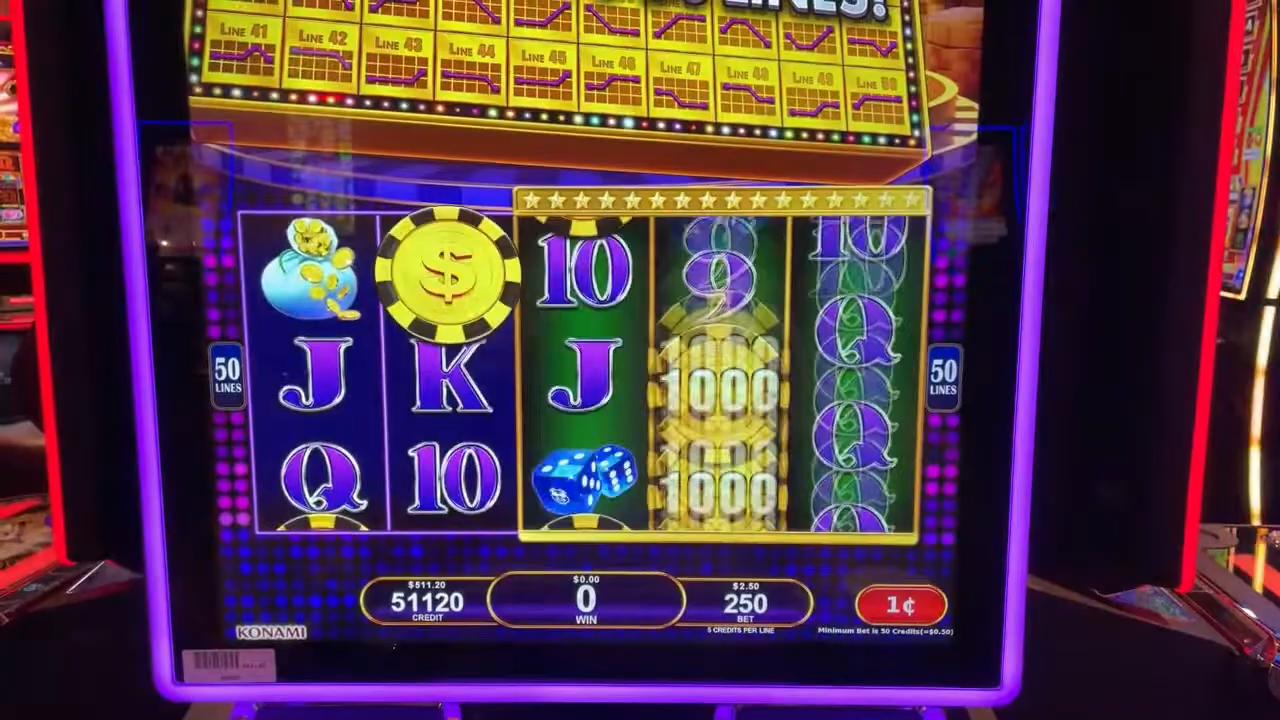 LINES!
LINE 41 LINE 42 LINE 43 LINE 44 LINE 45 LINE 46 LINE 47 LINE 48 LINE 49 LINE 50
$ 10 9 10
9
50 LINES J K J 1000 Q 50 LINES
Q 10 1000 Q
Q
$511.20 $0.00 $2.50
51120 0 250 1¢
CREDIT WIN BET
5 CREDITS PER LINE Minimum Bet is 50 Credits(=$0.50)
KONAMI